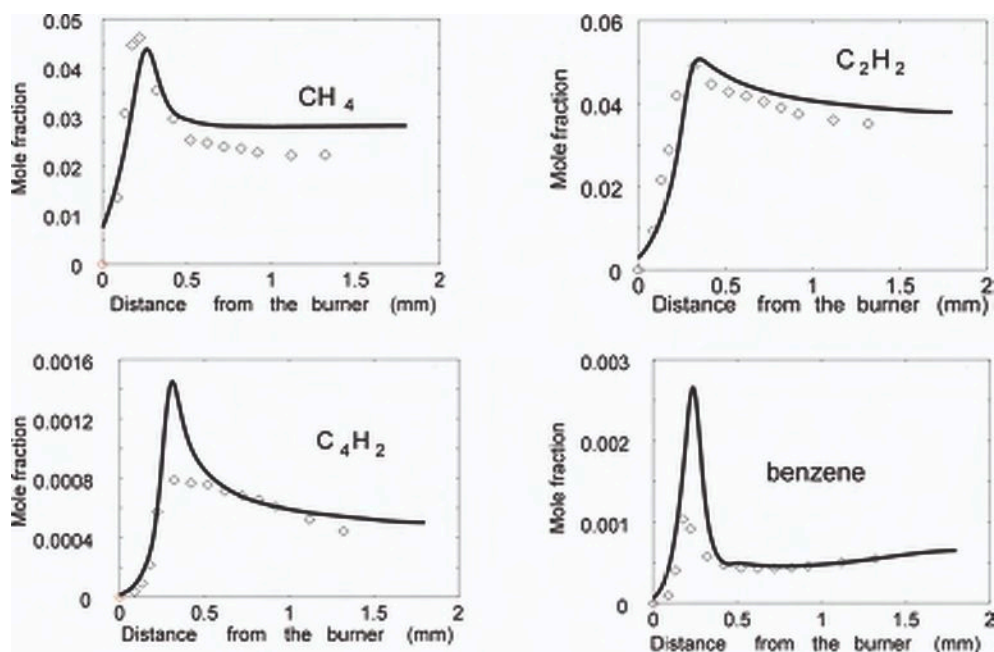 0.05
0.04
0.03
0.02
0.01
0
Mole fraction
CH4
0 0.5 1 1.5 2
Distance from the burner (mm)
0.06
0.04
0.02
0
Mole fraction
C2H2
0 0.5 1 1.5 2
Distance from the burner (mm)
0.0016
0.0012
0.0008
0.0004
0
Mole fraction
C4H2
0 0.5 1 1.5 2
Distance from the burner (mm)
0.003
0.002
0.001
0
Mole fraction
benzene
0 0.5 1 1.5 2
Distance from the burner (mm)